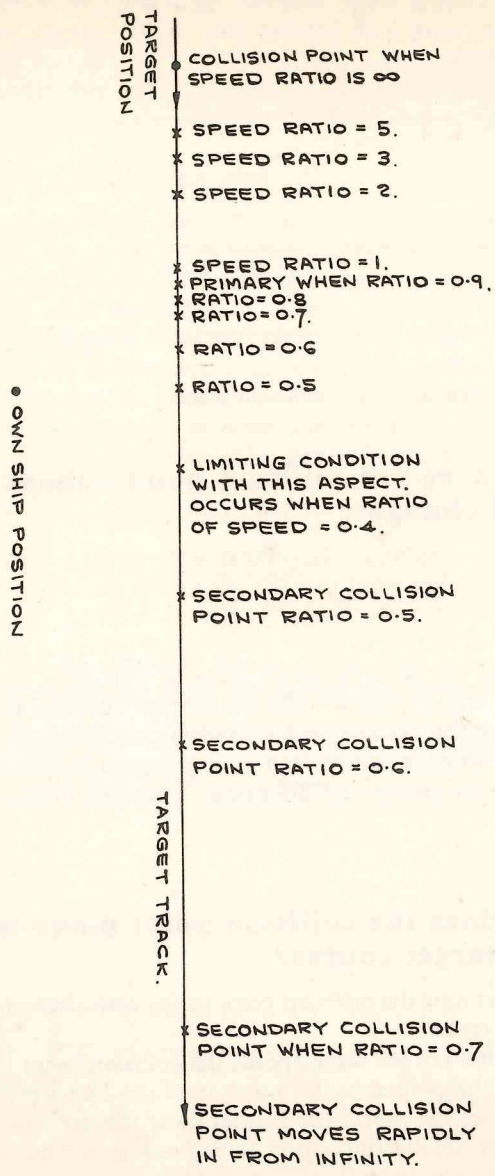 TARGET
POSITION
COLLISION POINT WHEN
SPEED RATIO IS ∞
SPEED RATIO = 5.
SPEED RATIO = 3.
SPEED RATIO = 2.
SPEED RATIO = 1.
PRIMARY WHEN RATIO = 0.9.
RATIO = 0.8
RATIO = 0.7.
RATIO = 0.6
RATIO = 0.5
OWN SHIP POSITION
LIMITING CONDITION
WITH THIS ASPECT.
OCCURS WHEN RATIO
OF SPEED = 0.4.
SECONDARY COLLISION
POINT RATIO = 0.5.
SECONDARY COLLISION
POINT RATIO = 0.6.
TARGET TRACK.
SECONDARY COLLISION
POINT WHEN RATIO = 0.7
SECONDARY COLLISION
POINT MOVES RAPIDLY
IN FROM INFINITY.